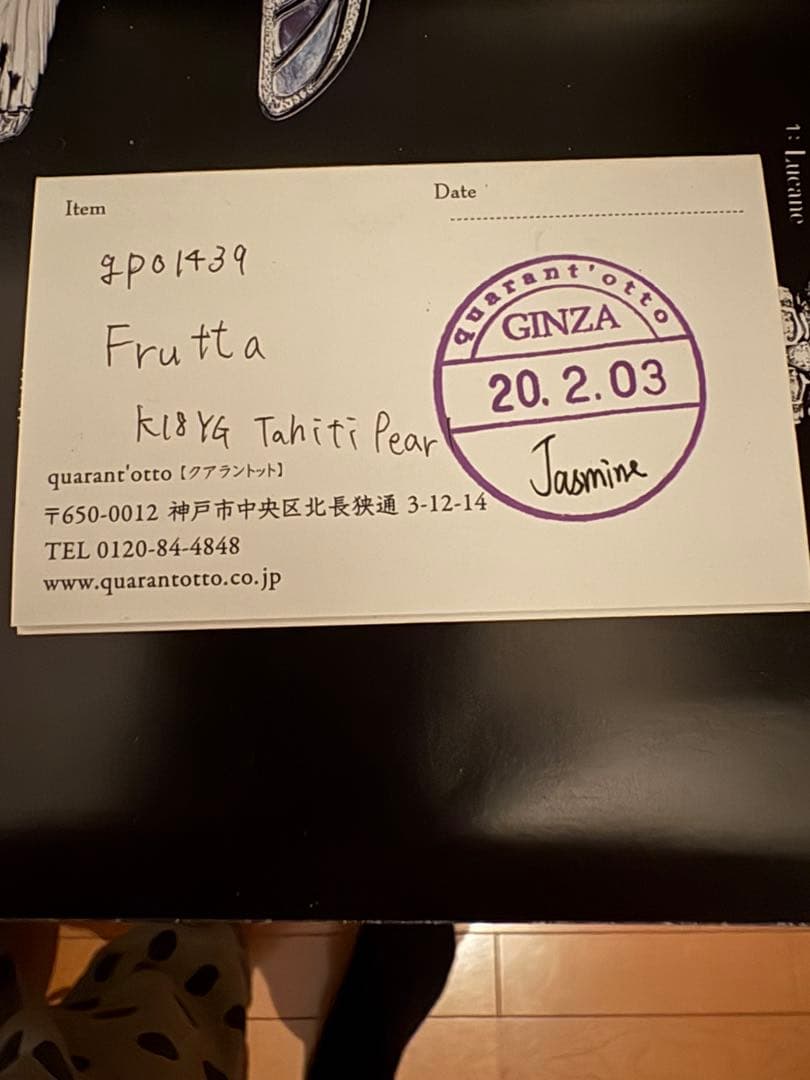 Item
Date
gp01439
Frutta
K18YG Tahiti Pearl
quarant'otto【クアラントット】
〒650-0012 神戸市中央区北長狭通 3-12-14
TEL 0120-84-4848
www.quarantotto.co.jp
quarant'otto
GINZA
20.2.03
Jasmine
1: Lucane